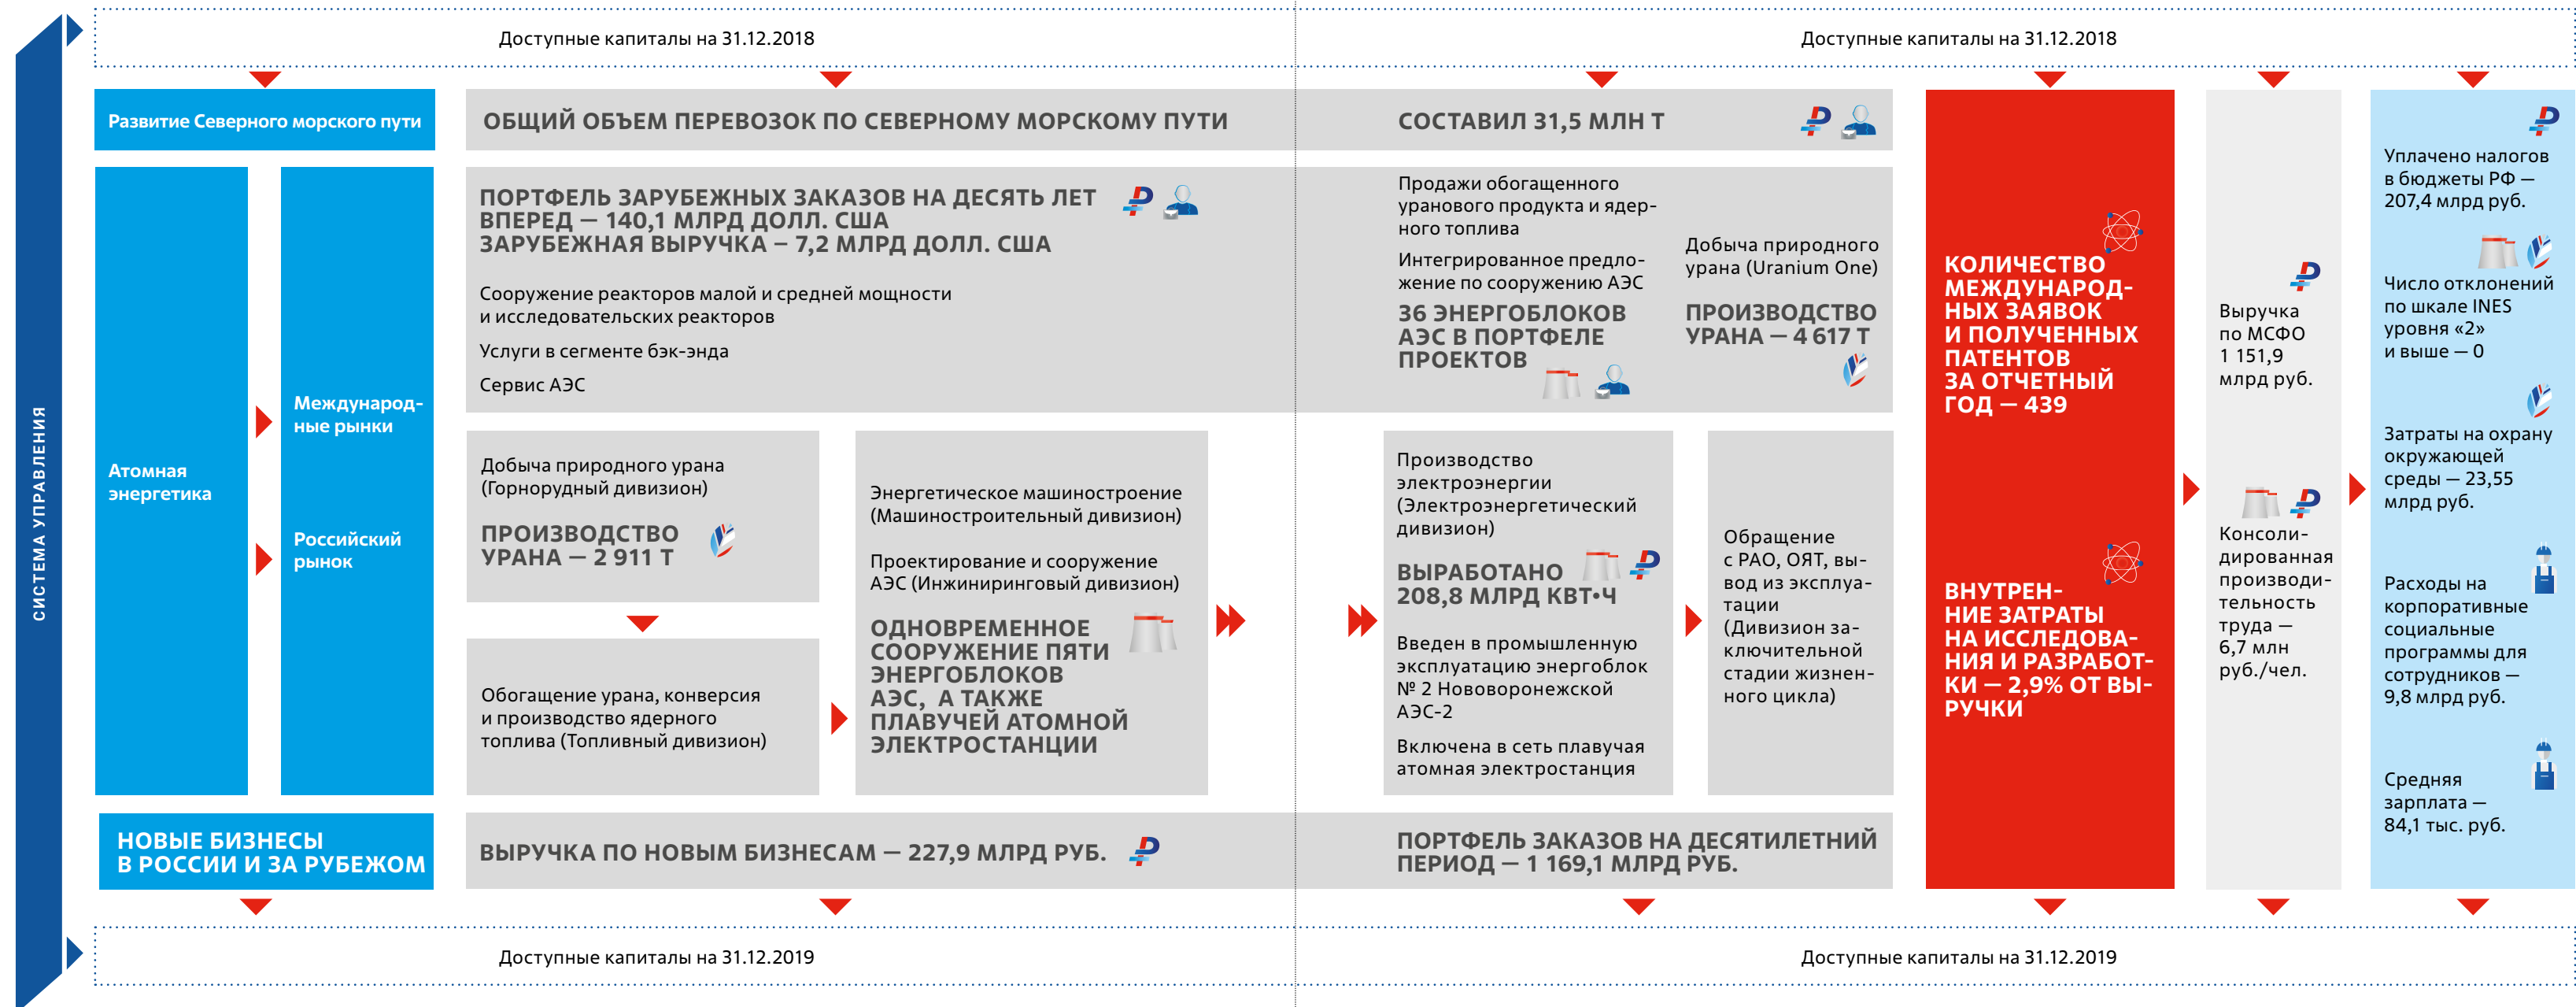 Доступные капиталы на 31.12.2018
Доступные капиталы на 31.12.2018
СИСТЕМА УПРАВЛЕНИЯ
Развитие Северного морского пути
ОБЩИЙ ОБЪЕМ ПЕРЕВОЗОК ПО СЕВЕРНОМУ МОРСКОМУ ПУТИ
СОСТАВИЛ 31,5 МЛН Т
Атомная
энергетика
Международ-
ные рынки
Российский
рынок
ПОРТФЕЛЬ ЗАРУБЕЖНЫХ ЗАКАЗОВ НА ДЕСЯТЬ ЛЕТ
ВПЕРЕД — 140,1 МЛРД ДОЛЛ. США
ЗАРУБЕЖНАЯ ВЫРУЧКА — 7,2 МЛРД ДОЛЛ. США
Сооружение реакторов малой и средней мощности
и исследовательских реакторов
Услуги в сегменте бэк-энда
Сервис АЭС
Продажи обогащенного
уранового продукта и ядер-
ного топлива
Интегрированное предло-
жение по сооружению АЭС
36 ЭНЕРГОБЛОКОВ
АЭС В ПОРТФЕЛЕ
ПРОЕКТОВ
Добыча природного
урана (Uranium One)
ПРОИЗВОДСТВО
УРАНА — 4 617 Т
Добыча природного урана
(Горнорудный дивизион)
ПРОИЗВОДСТВО
УРАНА — 2 911 Т
Обогащение урана, конверсия
и производство ядерного
топлива (Топливный дивизион)
Энергетическое машиностроение
(Машиностроительный дивизион)
Проектирование и сооружение
АЭС (Инжиниринговый дивизион)
ОДНОВРЕМЕННОЕ
СООРУЖЕНИЕ ПЯТИ
ЭНЕРГОБЛОКОВ
АЭС, А ТАКЖЕ
ПЛАВУЧЕЙ АТОМНОЙ
ЭЛЕКТРОСТАНЦИИ
Производство
электроэнергии
(Электроэнергетический
дивизион)
ВЫРАБОТАНО
208,8 МЛРД КВТ•Ч
Введен в промышленную
эксплуатацию энергоблок
№ 2 Нововоронежской
АЭС-2
Включена в сеть плавучая
атомная электростанция
Обращение
с РАО, ОЯТ, вы-
вод из эксплуа-
тации
(Дивизион за-
ключительной
стадии жизнен-
ного цикла)
НОВЫЕ БИЗНЕСЫ
В РОССИИ И ЗА РУБЕЖОМ
ВЫРУЧКА ПО НОВЫМ БИЗНЕСАМ — 227,9 МЛРД РУБ.
ПОРТФЕЛЬ ЗАКАЗОВ НА ДЕСЯТИЛЕТНИЙ
ПЕРИОД — 1 169,1 МЛРД РУБ.
КОЛИЧЕСТВО
МЕЖДУНАРОД-
НЫХ ЗАЯВОК
И ПОЛУЧЕННЫХ
ПАТЕНТОВ
ЗА ОТЧЕТНЫЙ
ГОД — 439
ВНУТРЕН-
НИЕ ЗАТРАТЫ
НА ИССЛЕДОВА-
НИЯ И РАЗРАБОТ-
КИ — 2,9% ОТ ВЫ-
РУЧКИ
Выручка
по МСФО
1 151,9
млрд руб.
Консоли-
дированная
производи-
тельность
труда —
6,7 млн
руб./чел.
Уплачено налогов
в бюджеты РФ —
207,4 млрд руб.
Число отклонений
по шкале INES
уровня «2»
и выше — 0
Затраты на охрану
окружающей
среды — 23,55
млрд руб.
Расходы на
корпоративные
социальные
программы для
сотрудников —
9,8 млрд руб.
Средняя
зарплата —
84,1 тыс. руб.
Доступные капиталы на 31.12.2019
Доступные капиталы на 31.12.2019